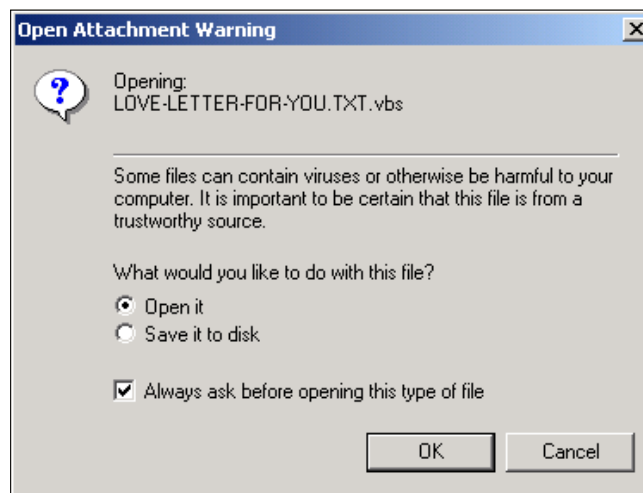 Open Attachment Warning
Opening:
LOVE-LETTER-FOR-YOU.TXT.vbs
Some files can contain viruses or otherwise be harmful to your
computer. It is important to be certain that this file is from a
trustworthy source.
What would you like to do with this file?
Open it
Save it to disk
Always ask before opening this type of file
OK Cancel